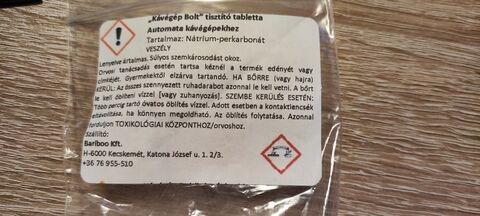 „Kávégép Bolt" tisztító tabletta
Automata kávégépekhez
Tartalmaz: Nátrium-perkarbonát
VESZÉLY
Lenyelve ártalmas. Súlyos szemkárosodást okoz.
Orvosi tanácsadás esetén tartsa kéznél a termék edényét vagy
címkéjét. Gyermekektől elzárva tartandó. HA BŐRRE (vagy hajra)
KERÜL: Az összes szennyezett ruhadarabot azonnal le kell vetni. A bőrt
le kell öblíteni vízzel [vagy zuhanyozás]. SZEMBE KERÜLÉS ESETÉN:
Több percig tartó óvatos öblítés vízzel. Adott esetben a kontaktlencsék
eltávolítása, ha könnyen megoldható. Az öblítés folytatása. Azonnal
forduljon TOXIKOLÓGIAI KÖZPONTHOZ/orvoshoz.
Szállító:
Bariboo Kft.
H-6000 Kecskemét, Katona József u. 1. 2/3.
+36 76 955-510